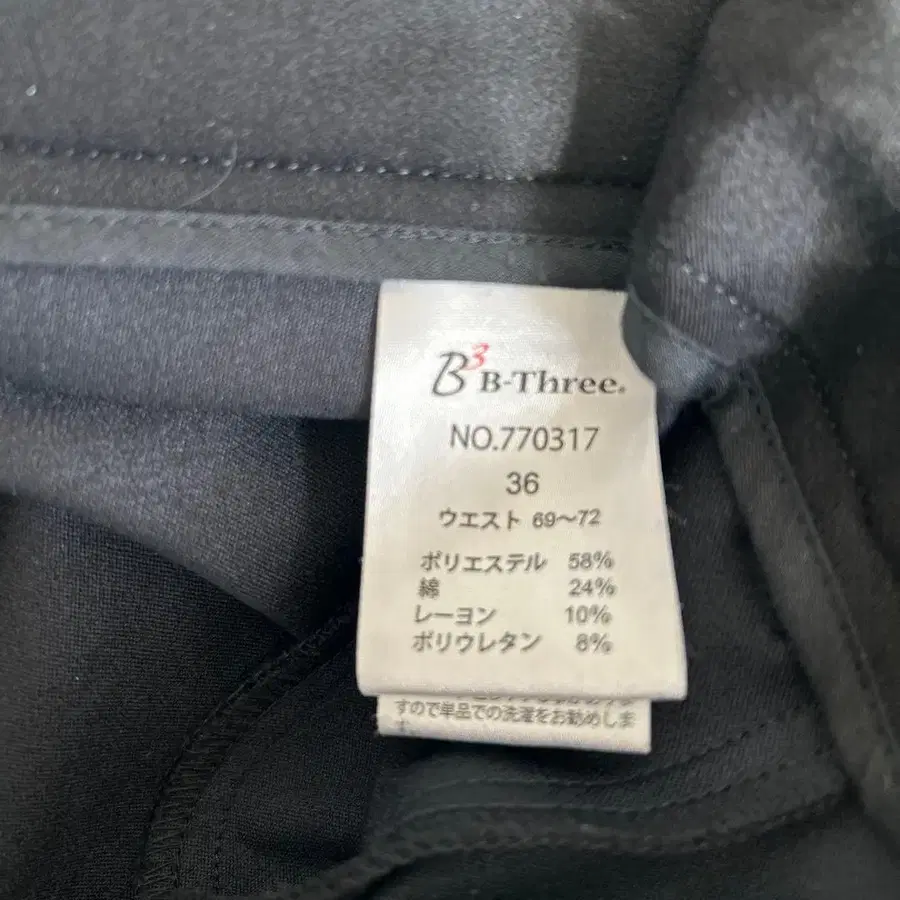 B3 B-Three.
NO.770317
36
ウエスト 69～72
ポリエステル 58%
綿 24%
レーヨン 10%
ポリウレタン 8%
すので単品での洗濯をお勧めしま